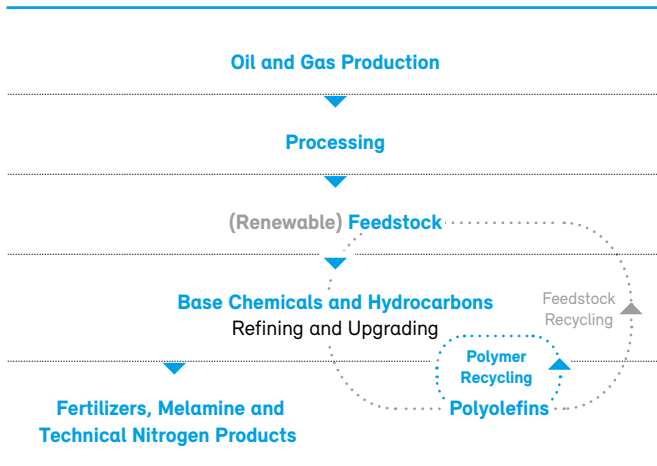 Oil and Gas Production
Processing
(Renewable) Feedstock
Base Chemicals and Hydrocarbons
Refining and Upgrading
Feedstock
Recycling
Polymer
Recycling
Fertilizers, Melamine and
Technical Nitrogen Products
Polyolefins